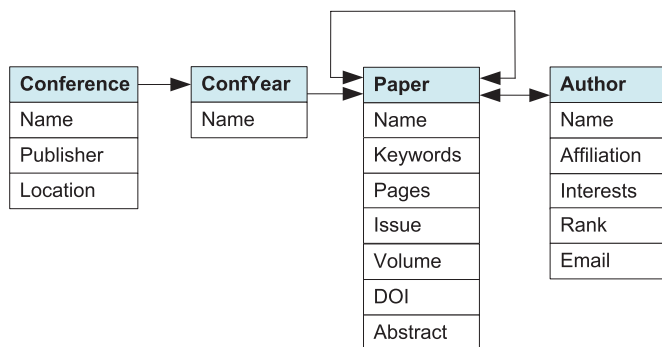 Conference
Name
Publisher
Location
ConfYear
Name
Paper
Name
Keywords
Pages
Issue
Volume
DOI
Abstract
Author
Name
Affiliation
Interests
Rank
Email